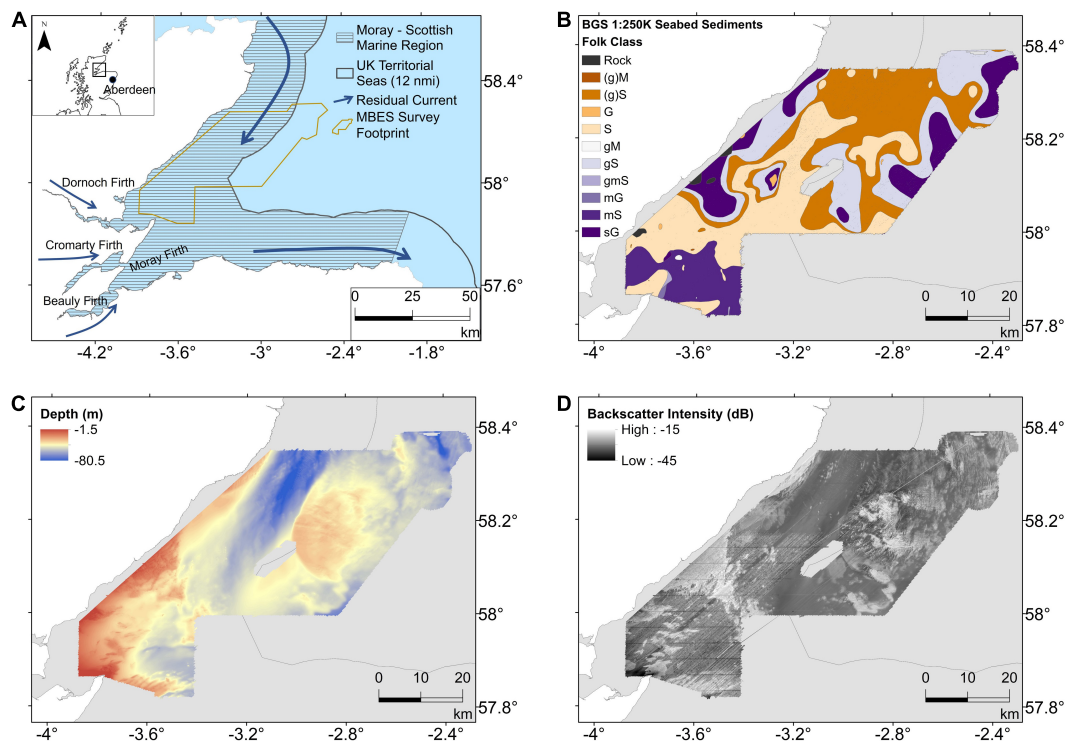 A
N
Aberdeen
Moray - Scottish
Marine Region
UK Territorial
Seas (12 nmi)
Residual Current
MBES Survey
Footprint
Dornoch Firth
Cromarty Firth
Moray Firth
Beauly Firth
58.4°
58°
57.6°
0 25 50
km
-4.2° -3.6° -3° -2.4° -1.8°
B
BGS 1:250K Seabed Sediments
Folk Class
Rock
(g)M
(g)S
G
S
gM
gS
gmS
mG
mS
sG
58.4°
58.2°
58°
57.8°
0 10 20
km
-4° -3.6° -3.2° -2.8° -2.4°
C
Depth (m)
-1.5
-80.5
58.4°
58.2°
58°
57.8°
0 10 20
km
-4° -3.6° -3.2° -2.8° -2.4°
D
Backscatter Intensity (dB)
High : -15
Low : -45
58.4°
58.2°
58°
57.8°
0 10 20
km
-4° -3.6° -3.2° -2.8° -2.4°